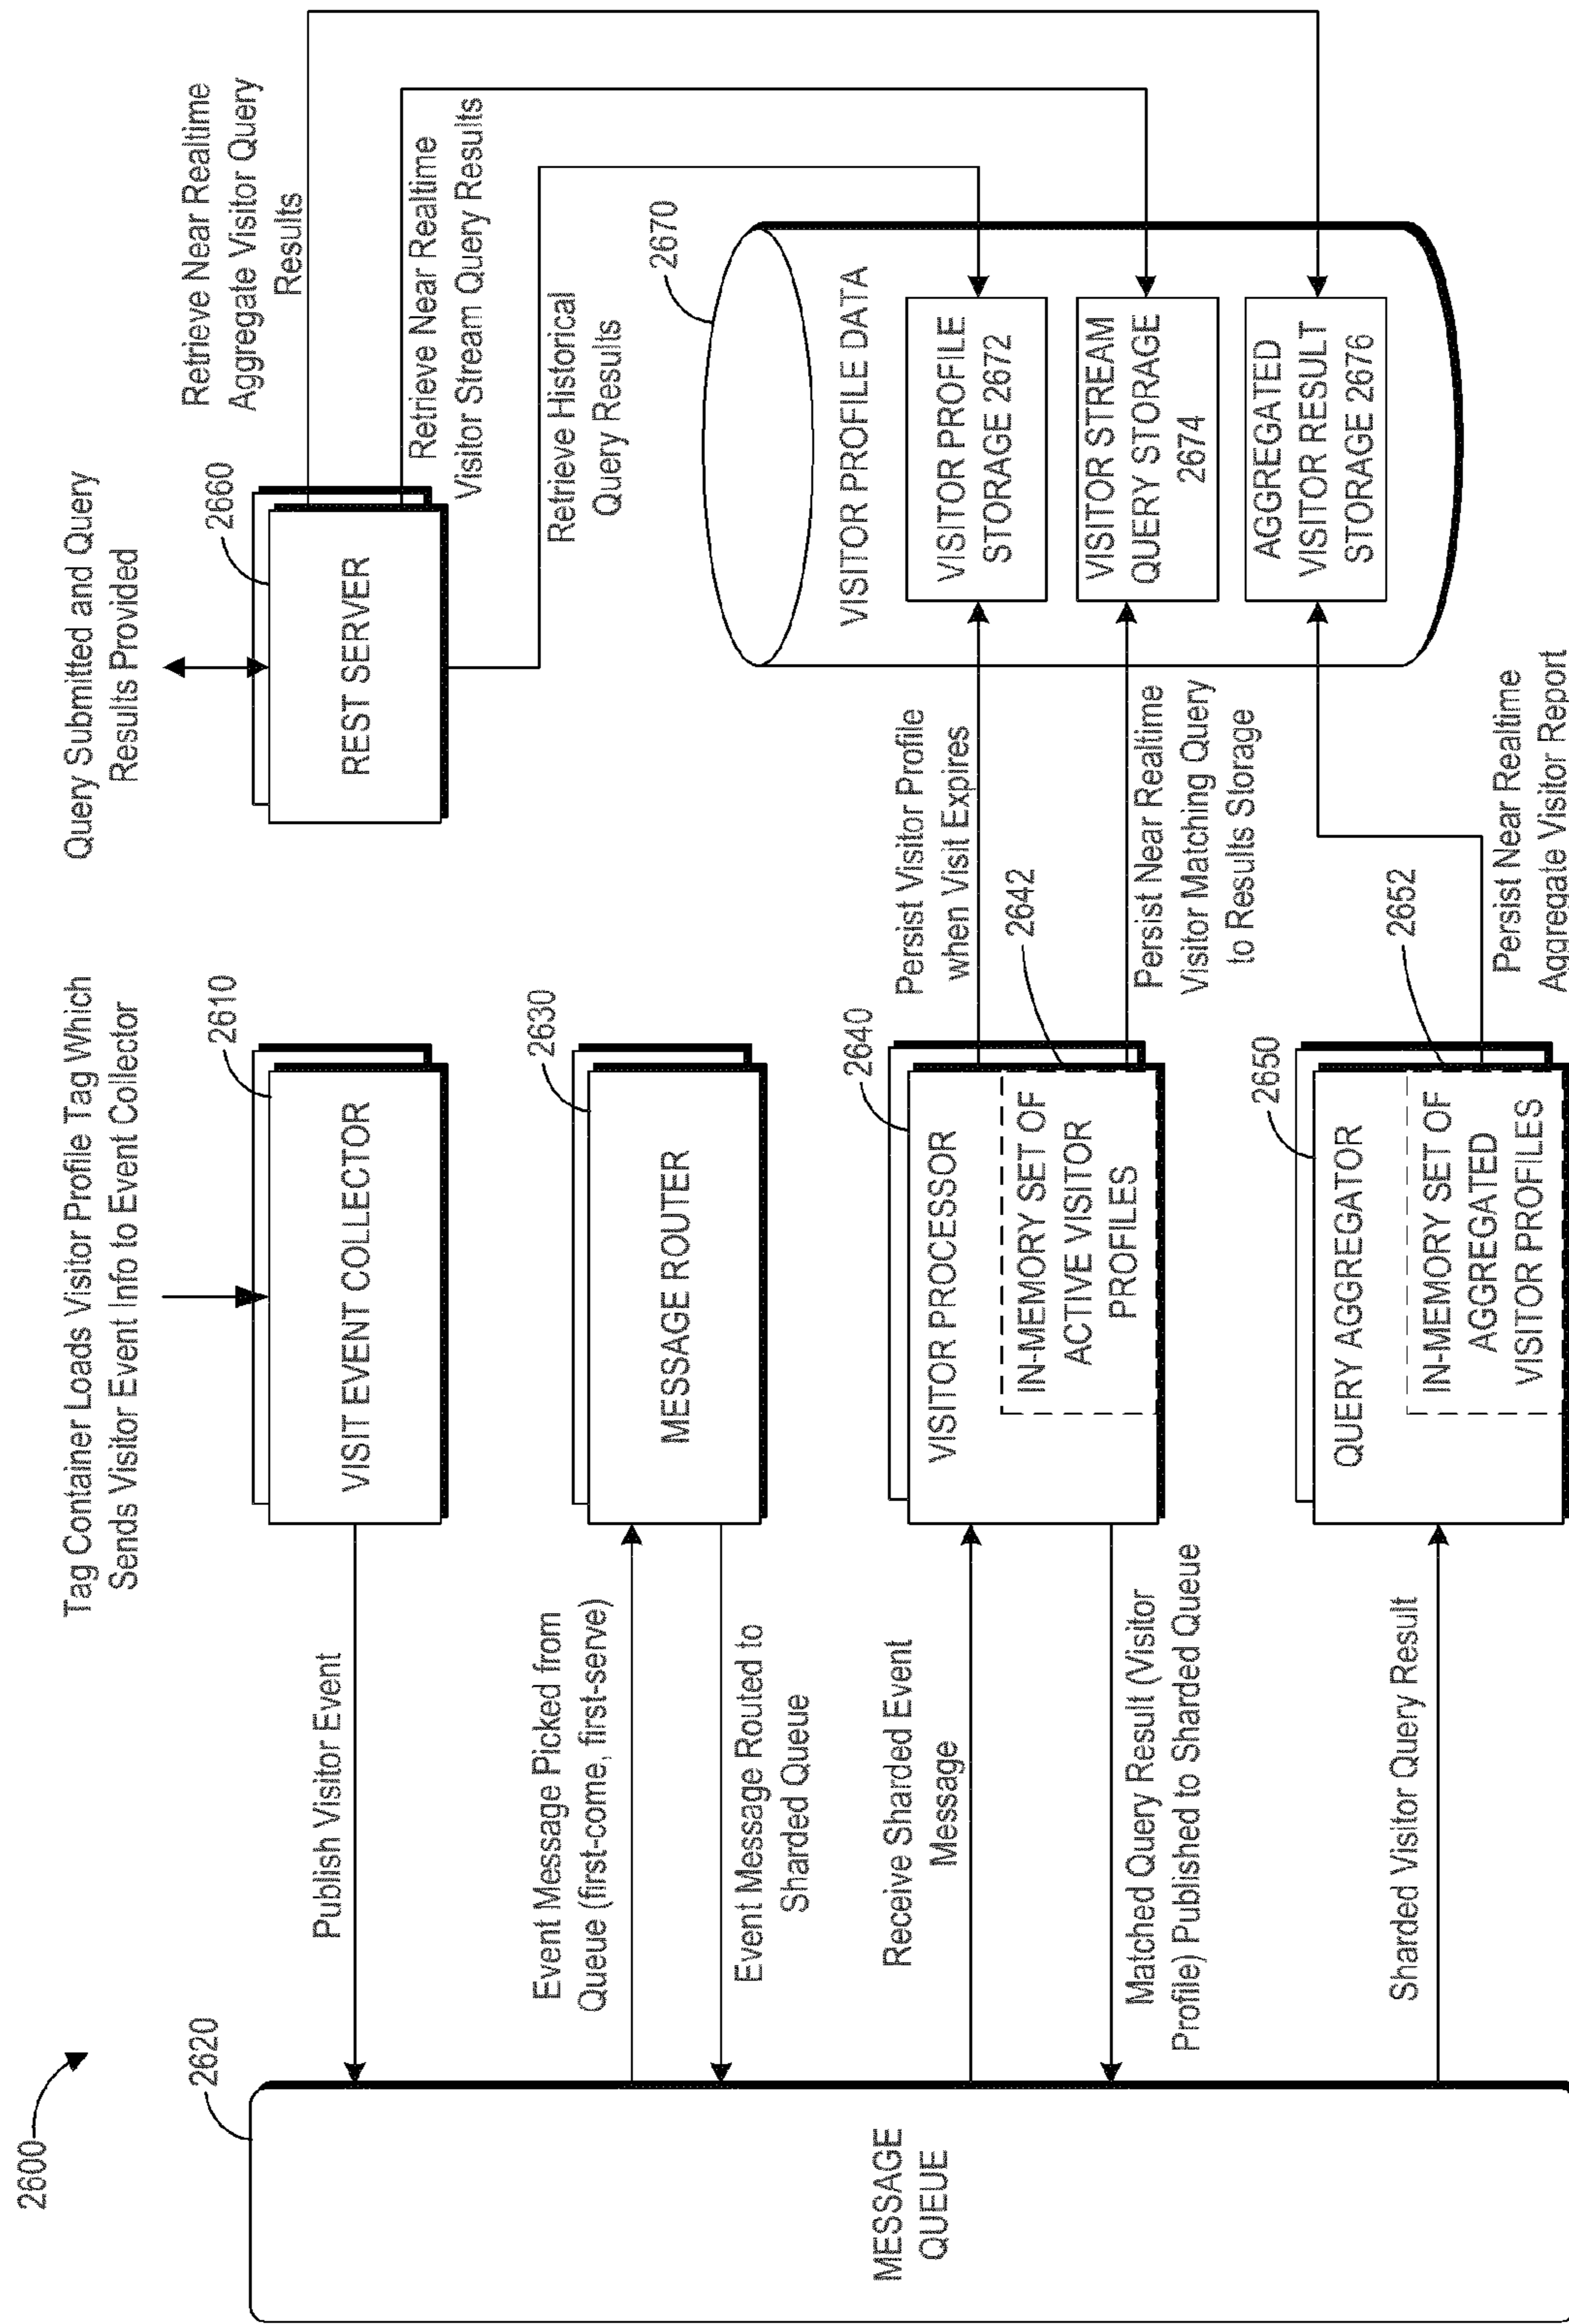 2600
2620
MESSAGE
QUEUE
Tag Container Loads Visitor Profile Tag Which
Sends Visitor Event Info to Event Collector
2610
VISIT EVENT COLLECTOR
Publish Visitor Event
2630
MESSAGE ROUTER
Event Message Picked from
Queue (first-come, first-serve)
Event Message Routed to
Sharded Queue
2640
VISITOR PROCESSOR
2642
IN-MEMORY SET OF
ACTIVE VISITOR
PROFILES
Receive Sharded Event
Message
Matched Query Result (Visitor
Profile) Published to Sharded Queue
2650
QUERY AGGREGATOR
2652
IN-MEMORY SET OF
AGGREGATED
VISITOR PROFILES
Sharded Visitor Query Result
Query Submitted and Query
Results Provided
2660
REST SERVER
Retrieve Near Realtime
Aggregate Visitor Query
Results
Retrieve Near Realtime
Visitor Stream Query Results
Retrieve Historical
Query Results
2670
VISITOR PROFILE DATA
VISITOR PROFILE
STORAGE 2672
VISITOR STREAM
QUERY STORAGE
2674
AGGREGATED
VISITOR RESULT
STORAGE 2676
Persist Visitor Profile
when Visit Expires
Persist Near Realtime
Visitor Matching Query
to Results Storage
Persist Near Realtime
Aggregate Visitor Report